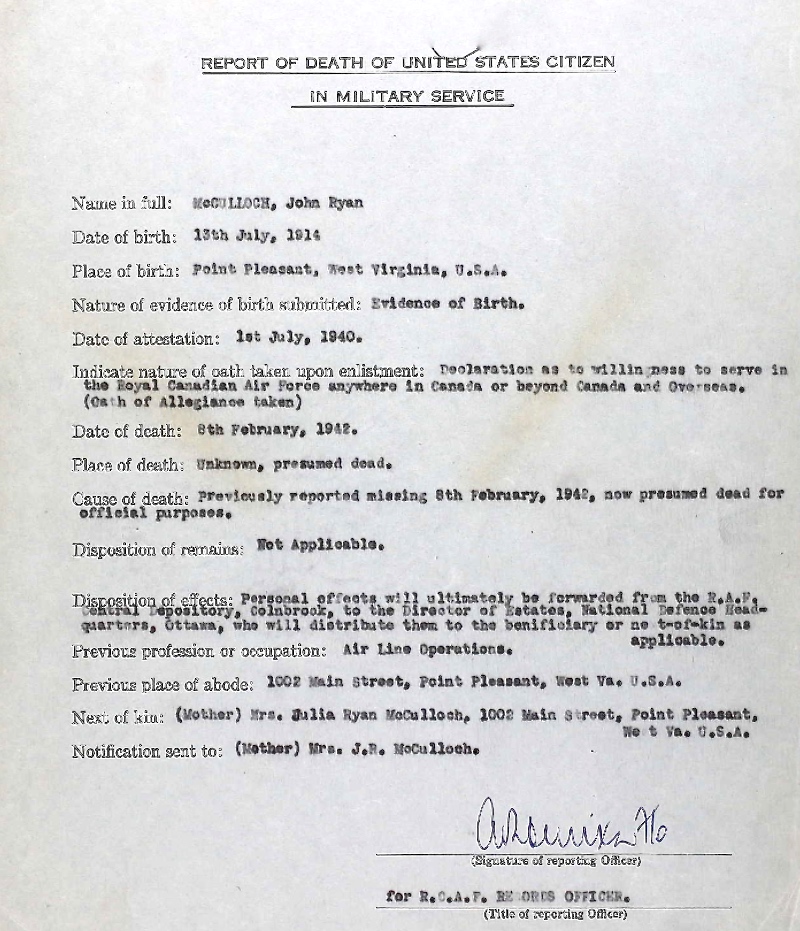 REPORT OF DEATH OF UNITED STATES CITIZEN
IN MILITARY SERVICE
Name in full: McCULLOCH, John Ryan
Date of birth: 13th July, 1914
Place of birth: Point Pleasant, West Virginia, U.S.A.
Nature of evidence of birth submitted: Evidence of Birth.
Date of attestation: 1st July, 1940.
Indicate nature of oath taken upon enlistment: Declaration as to willingness to serve in
the Royal Canadian Air Force anywhere in Canada or beyond Canada and Overseas.
(Oath of Allegiance taken)
Date of death: 8th February, 1942.
Place of death: Unknown, presumed dead.
Cause of death: Previously reported missing 8th February, 1942, now presumed dead for
official purposes.
Disposition of remains: Not Applicable.
Disposition of effects: Personal effects will ultimately be forwarded from the R.A.F.
Central Depository, Colnbrook, to the Director of Estates, National Defence Head-
quarters, Ottawa, who will distribute them to the benificiary or ne t-of-kin as
applicable.
Previous profession or occupation: Air Line Operations.
Previous place of abode: 1002 Main Street, Point Pleasant, West Va. U.S.A.
Next of kin: (Mother) Mrs. Julia Ryan McCulloch, 1002 Main Street, Point Pleasant,
We t Va. U.S.A.
Notification sent to: (Mother) Mrs. J.R. McCulloch.
(Signature of reporting Officer)
for R.C.A.F. RECORDS OFFICER.
(Title of reporting Officer)